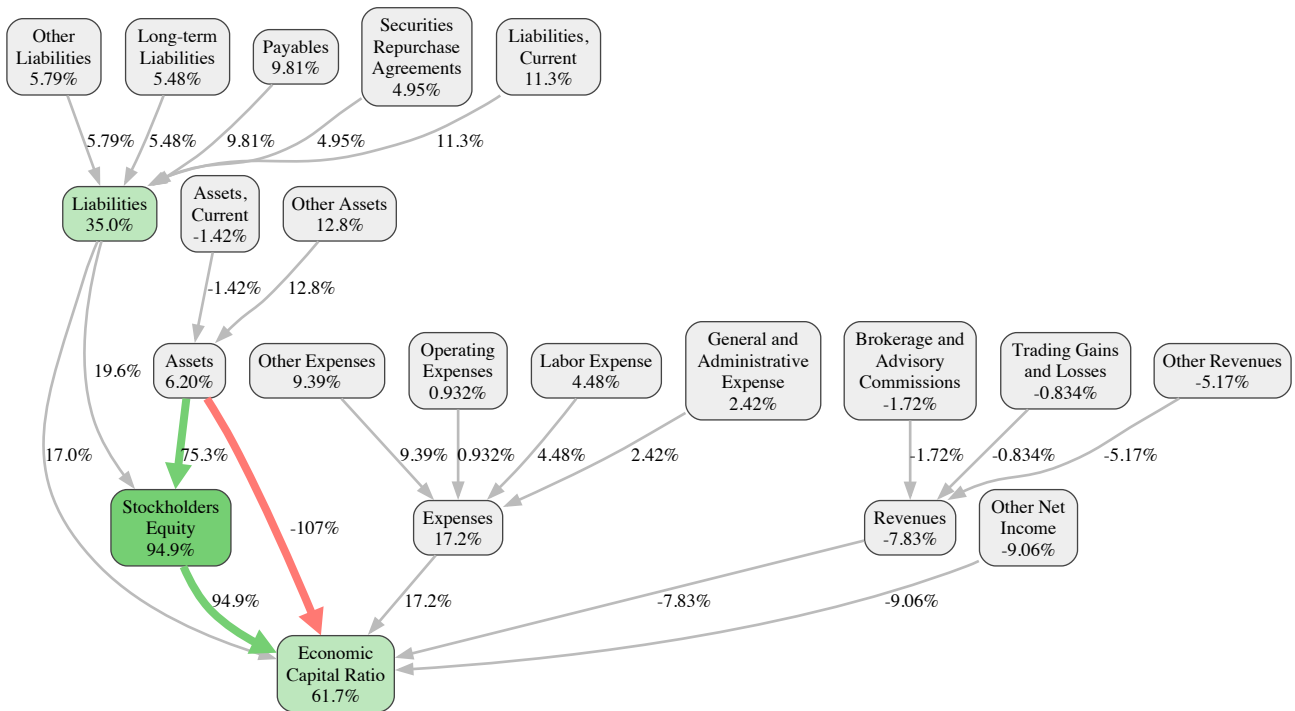 Other
Liabilities
5.79%
Long-term
Liabilities
5.48%
Payables
9.81%
Securities
Repurchase
Agreements
4.95%
Liabilities,
Current
11.3%
5.79%
5.48%
9.81%
4.95%
11.3%
Liabilities
35.0%
Assets,
Current
-1.42%
Other Assets
12.8%
-1.42%
12.8%
Assets
6.20%
Other Expenses
9.39%
Operating
Expenses
0.932%
Labor Expense
4.48%
General and
Administrative
Expense
2.42%
Brokerage and
Advisory
Commissions
-1.72%
Trading Gains
and Losses
-0.834%
Other Revenues
-5.17%
19.6%
17.0%
75.3%
9.39%
0.932%
4.48%
2.42%
-1.72%
-0.834%
-5.17%
Stockholders
Equity
94.9%
-107%
Expenses
17.2%
Revenues
-7.83%
Other Net
Income
-9.06%
94.9%
17.2%
-7.83%
-9.06%
Economic
Capital Ratio
61.7%